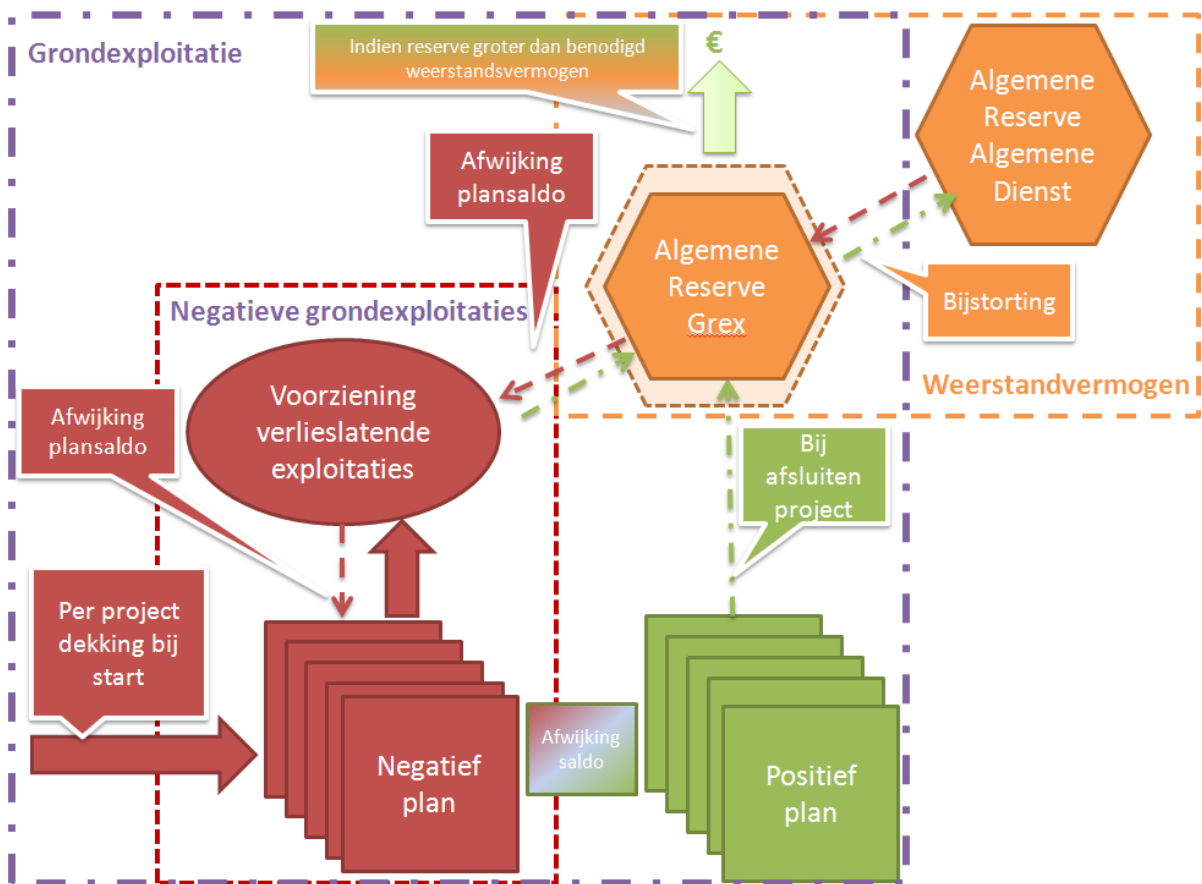 Grondexploitatie
Indien reserve groter dan benodigd
weerstandsvermogen
€
Algemene
Reserve
Algemene
Dienst
Afwijking
plansaldo
Algemene
Reserve
Grex
Bijstorting
Negatieve grondexploitaties
Weerstandvermogen
Voorziening
verlieslatende
exploitaties
Afwijking
plansaldo
Bij
afsluiten
project
Per project
dekking bij
start
Negatief
plan
Afwijking
saldo
Positief
plan